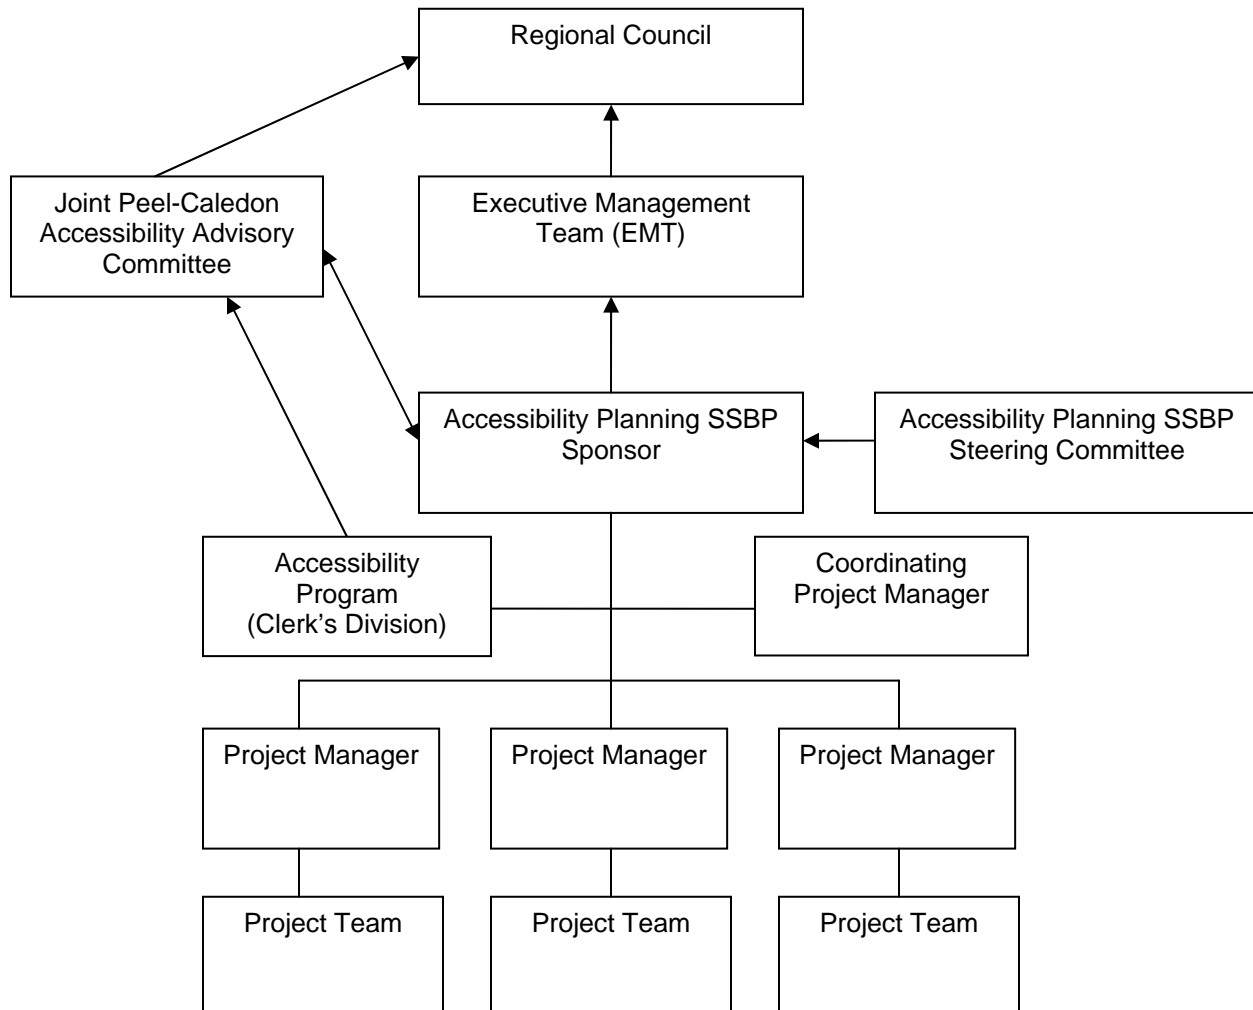 Regional Council
Joint Peel-Caledon
Accessibility Advisory
Committee
Executive Management
Team (EMT)
Accessibility Planning SSBP
Sponsor
Accessibility Planning SSBP
Steering Committee
Accessibility
Program
(Clerk’s Division)
Coordinating
Project Manager
Project Manager
Project Manager
Project Manager
Project Team
Project Team
Project Team